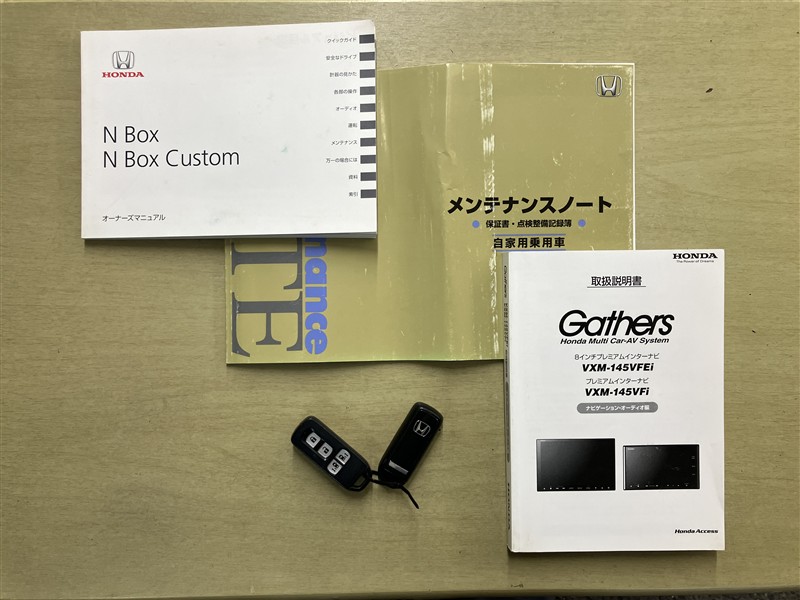 HONDA
N Box
N Box Custom
オーナーズマニュアル
クイックガイド
安全なドライブ
計器の見かた
各部の操作
オーディオ
運転
メンテナンス
万一の場合には
資料
索引
メンテナンスノート
保証書・点検整備記録簿
自家用乗用車
nance
TE
HONDA
The Power of Dreams
取扱説明書
Gathers
Honda Multi Car-AV System
8インチプレミアムインターナビ
VXM-145VFEi
プレミアムインターナビ
VXM-145VFi
ナビゲーション・オーディオ編
Honda Access